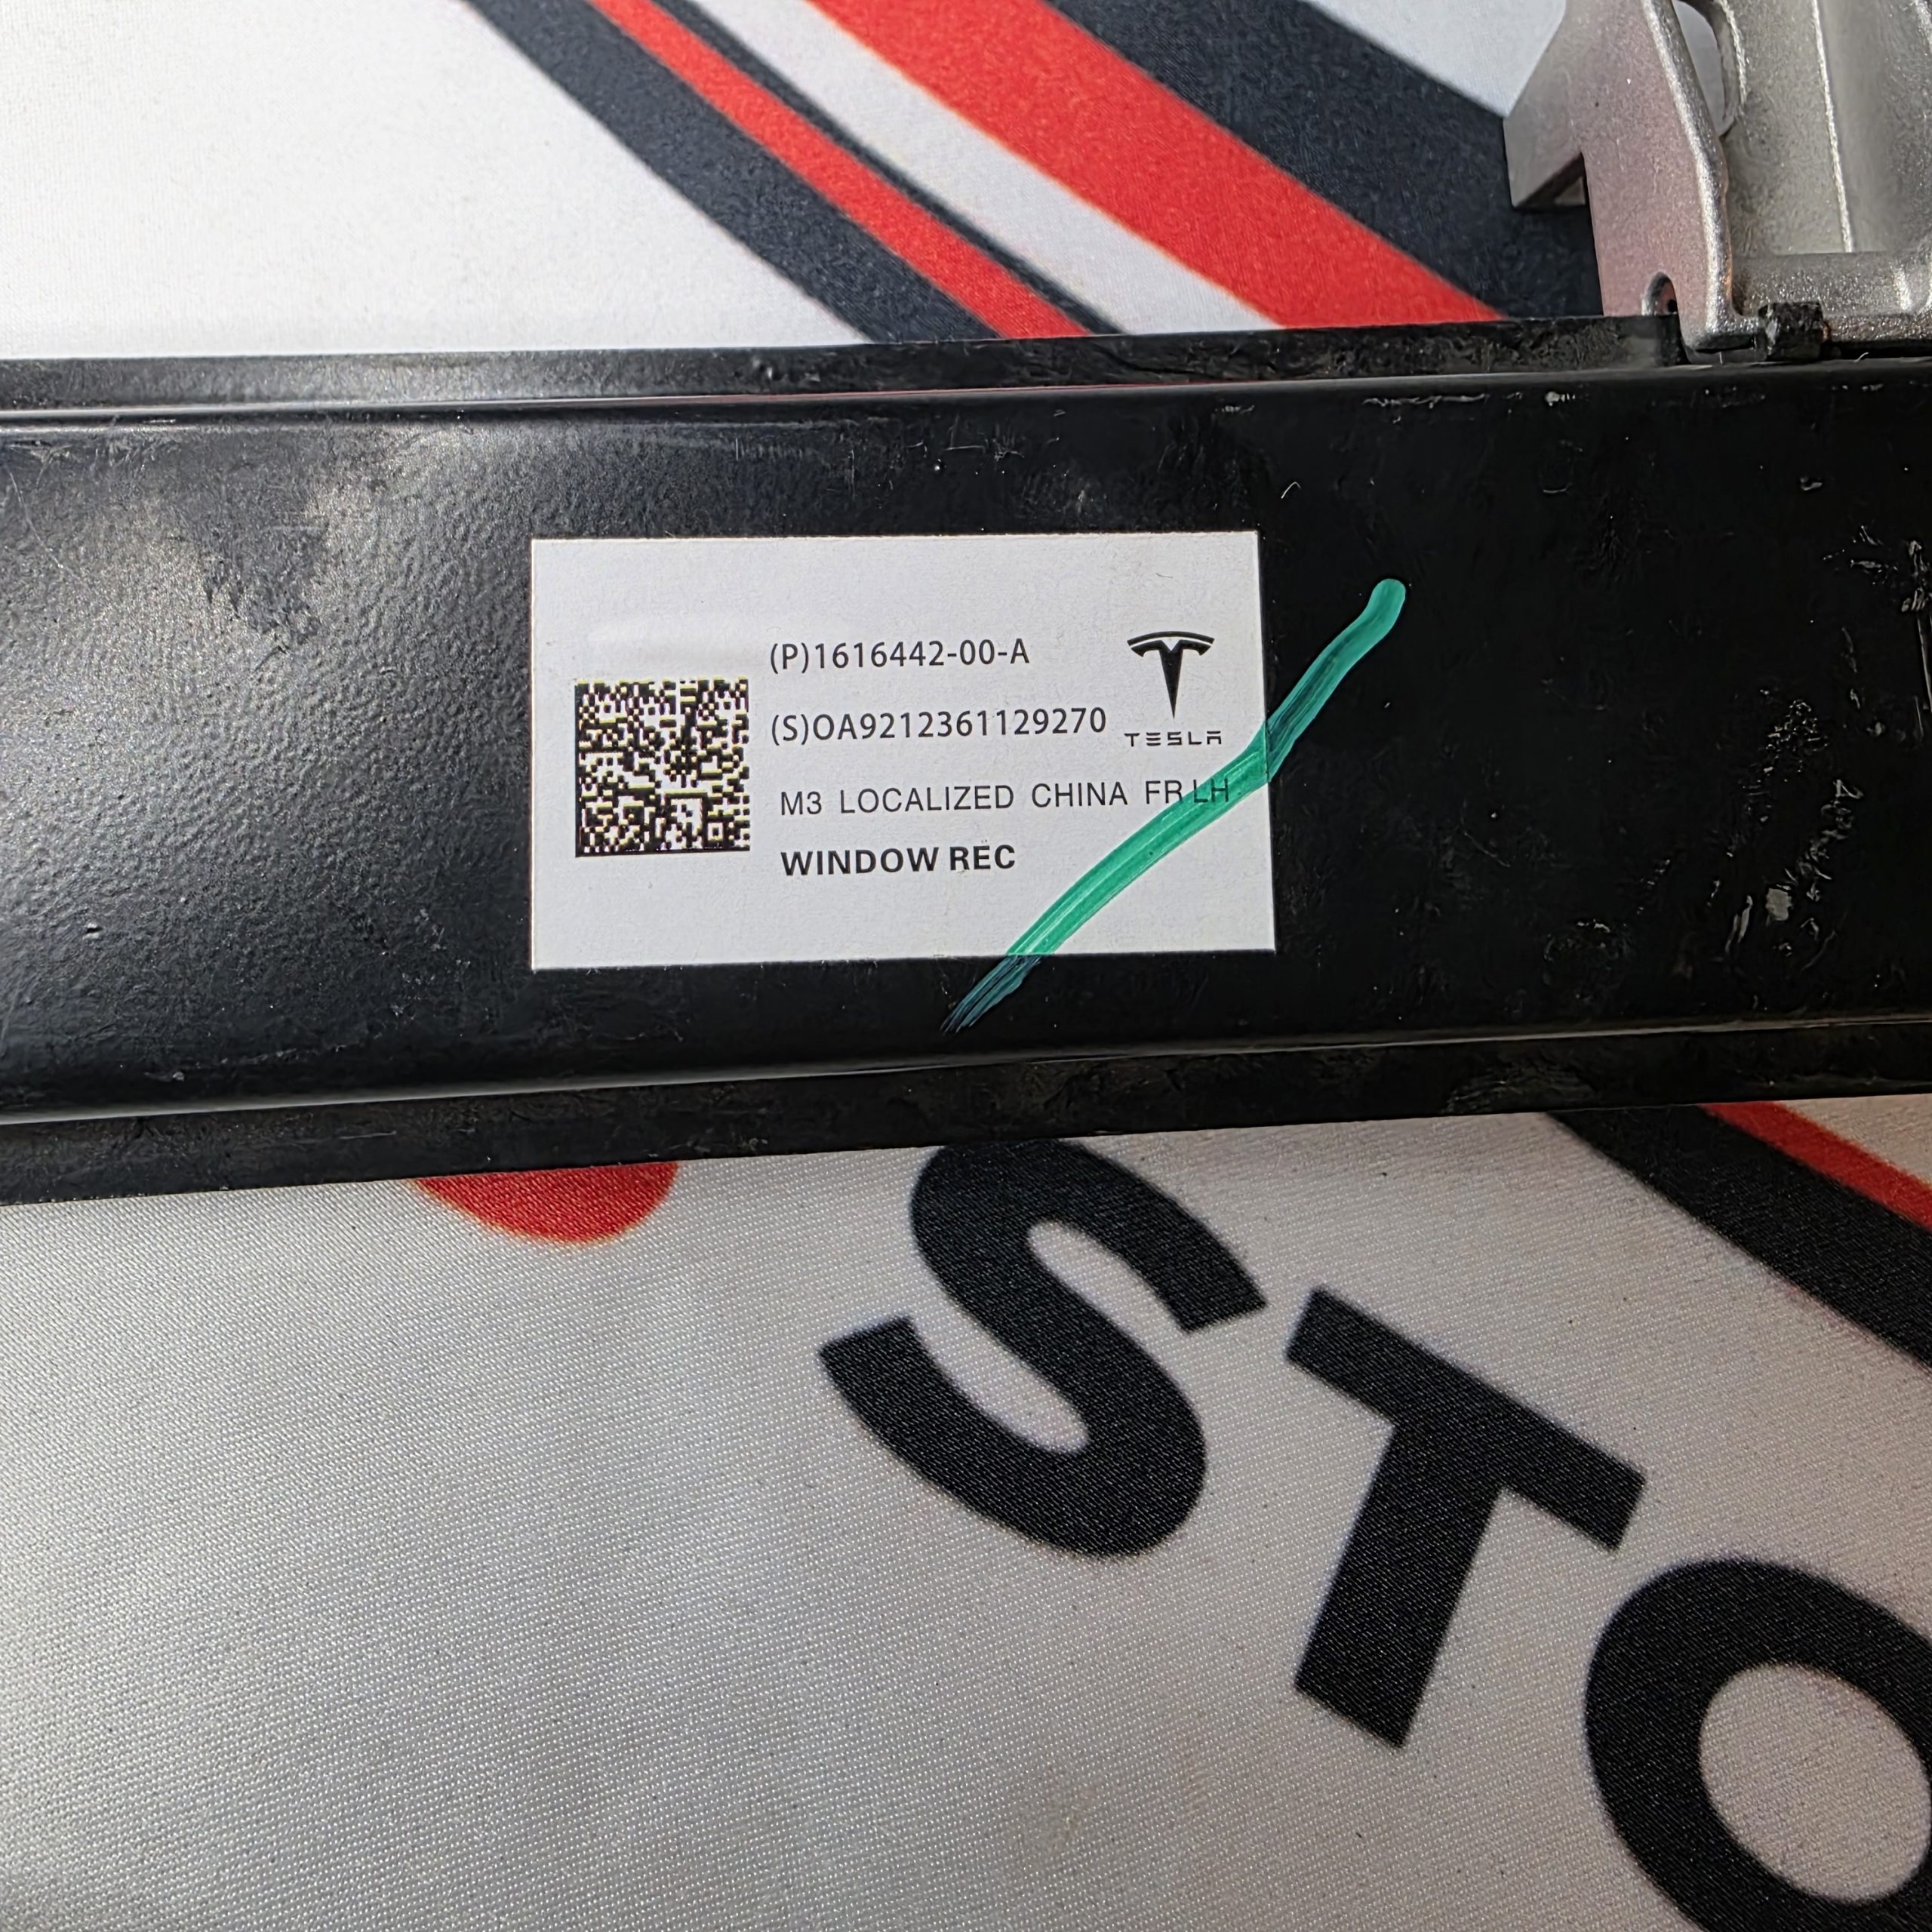 (P)1616442-00-A
(S)OA9212361129270
TESLA
M3 LOCALIZED CHINA FR LH
WINDOW REC
STO